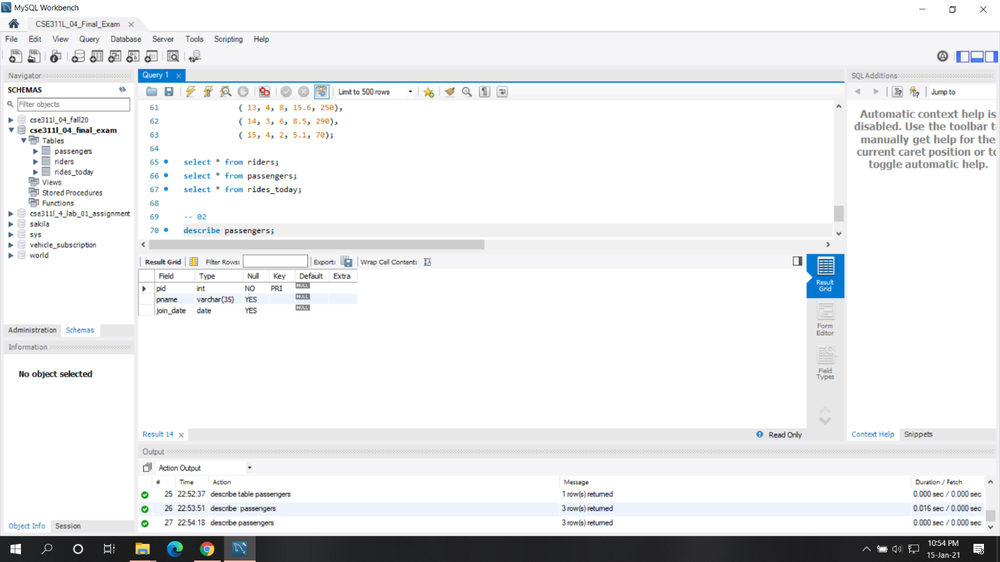 MySQL Workbench
CSE311L_04_Final_Exam
File Edit View Query Database Server Tools Scripting Help
Navigator
SCHEMAS
Filter objects
cse311l_04_fall20
cse311l_04_final_exam
Tables
passengers
riders
rides_today
Views
Stored Procedures
Functions
cse311l_4_lab_01_assignment
sakila
sys
vehicle_subscription
world
Administration Schemas
Information
No object selected
Object Info Session
Query 1
Limit to 500 rows
61 ( 13, 4, 8, 15.6, 250),
62 ( 14, 3, 6, 8.5, 290),
63 ( 15, 4, 2, 5.1, 70);
64
65 select * from riders;
66 select * from passengers;
67 select * from rides_today;
68
69 -- 02
70 describe passengers;
Result Grid Filter Rows: Export: Wrap Cell Content:
Field Type Null Key Default Extra
pid int NO PRI NULL
pname varchar(35) YES NULL
join_date date YES NULL
Result Grid
Form Editor
Field Types
Result 14 Read Only
SQLAdditions
Jump to
Automatic context help is
disabled. Use the toolbar t
manually get help for the
current caret position or to
toggle automatic help.
Context Help Snippets
Output
Action Output
# Time Action Message Duration / Fetch
25 22:52:37 describe table passengers 1 row(s) returned 0.000 sec / 0.000 sec
26 22:53:51 describe passengers 3 row(s) returned 0.016 sec / 0.000 sec
27 22:54:18 describe passengers 3 row(s) returned 0.000 sec / 0.000 sec
10:54 PM
15-Jan-21